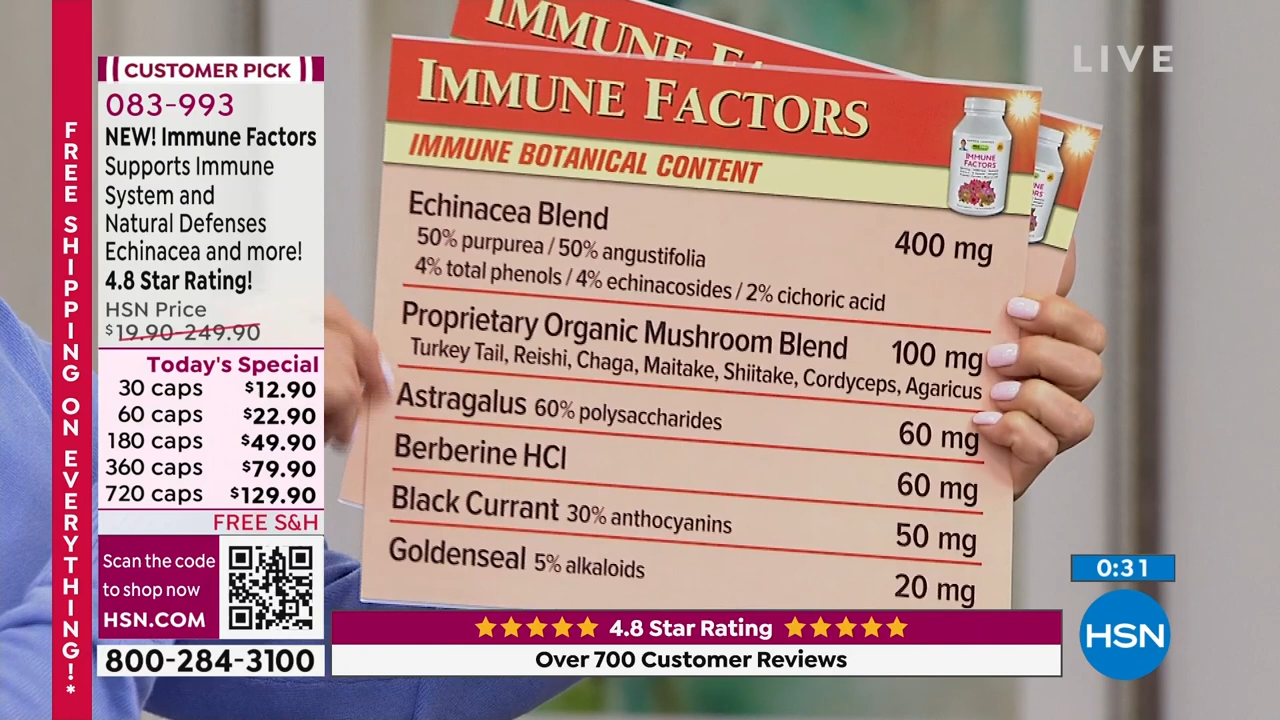 FREE SHIPPING ON EVERYTHING!*
CUSTOMER PICK
083-993
NEW! Immune Factors
Supports Immune
System and
Natural Defenses
Echinacea and more!
4.8 Star Rating!
HSN Price
$19.90-249.90
Today's Special
30 caps $12.90
60 caps $22.90
180 caps $49.90
360 caps $79.90
720 caps $129.90
FREE S&H
Scan the code
to shop now
HSN.COM
800-284-3100
IMMUNE FA
IMMUNE FACTORS
IMMUNE BOTANICAL CONTENT
IMMUNE
FACTORS
Echinacea Blend 400 mg
50% purpurea / 50% angustifolia
4% total phenols / 4% echinacosides / 2% cichoric acid
Proprietary Organic Mushroom Blend 100 mg
Turkey Tail, Reishi, Chaga, Maitake, Shiitake, Cordyceps, Agaricus
Astragalus 60% polysaccharides 60 mg
Berberine HCl 60 mg
Black Currant 30% anthocyanins 50 mg
Goldenseal 5% alkaloids 20 mg
4.8 Star Rating
Over 700 Customer Reviews
LIVE
0:31
HSN